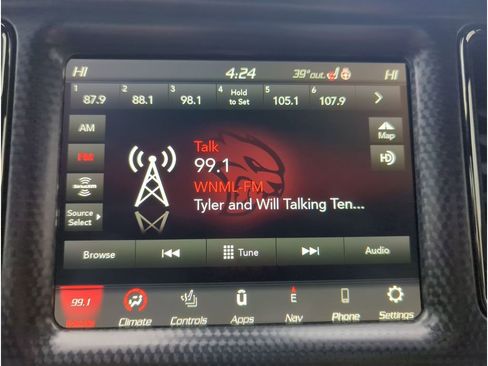 HI 4:24 39°out. HI
1 87.9 2 88.1 3 98.1 4 Hold to Set 5 105.1 6 107.9
AM
Map
Talk
FM
99.1
HD
WNML-FM
SiriusXM
Tyler and Will Talking Ten...
Source
Select
Browse Tune Audio
99.1
Climate Controls Apps Nav Phone Settings
E